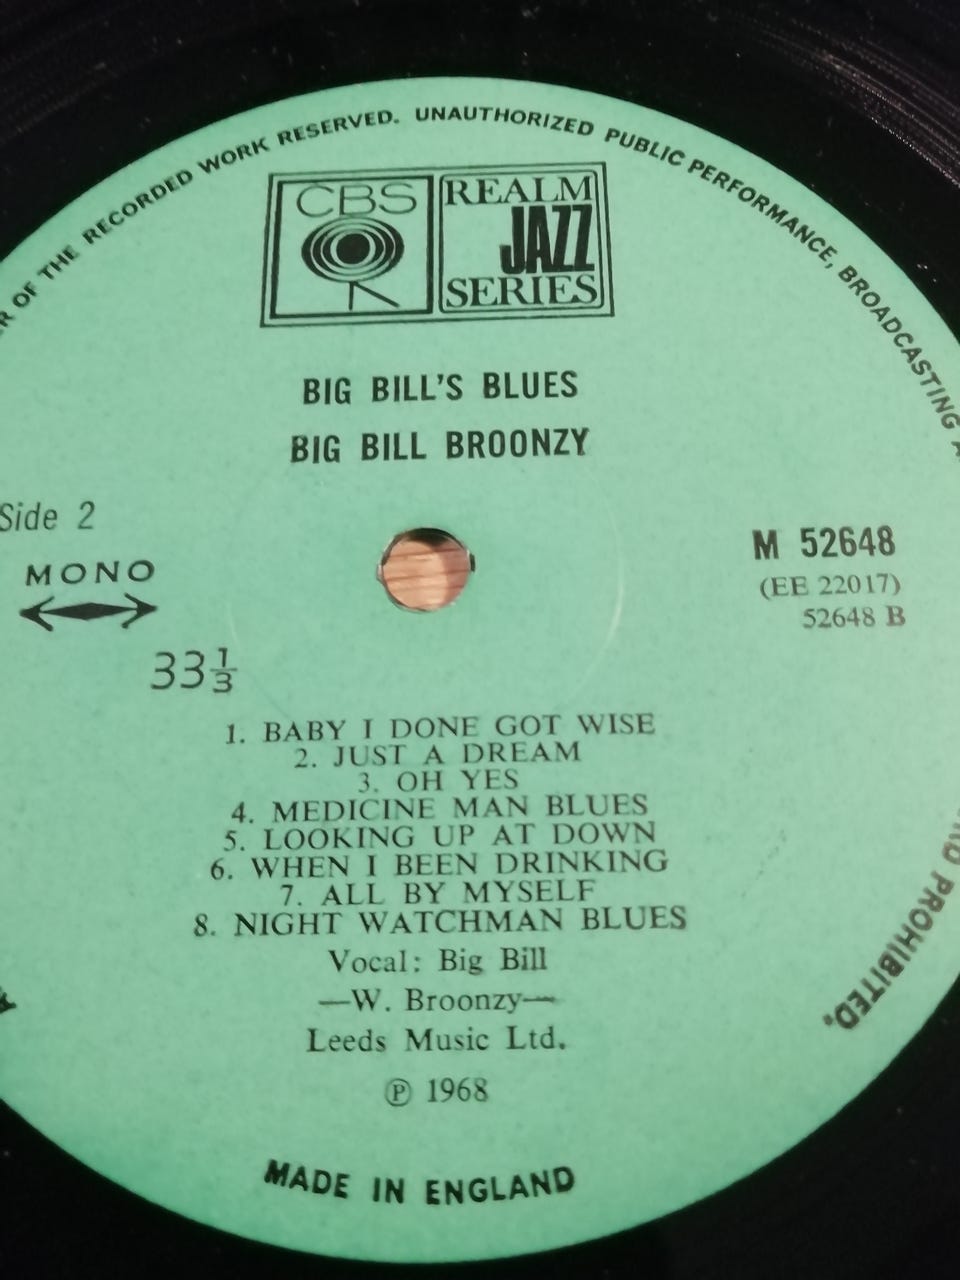 OF THE RECORDED WORK RESERVED. UNAUTHORIZED PUBLIC PERFORMANCE, BROADCASTING
PROHIBITED.
CBS
REALM
JAZZ
SERIES
BIG BILL'S BLUES
BIG BILL BROONZY
Side 2
MONO
33⅓
M 52648
(EE 22017)
52648 B
1. BABY I DONE GOT WISE
2. JUST A DREAM
3. OH YES
4. MEDICINE MAN BLUES
5. LOOKING UP AT DOWN
6. WHEN I BEEN DRINKING
7. ALL BY MYSELF
8. NIGHT WATCHMAN BLUES
Vocal: Big Bill
—W. Broonzy—
Leeds Music Ltd.
℗ 1968
MADE IN ENGLAND